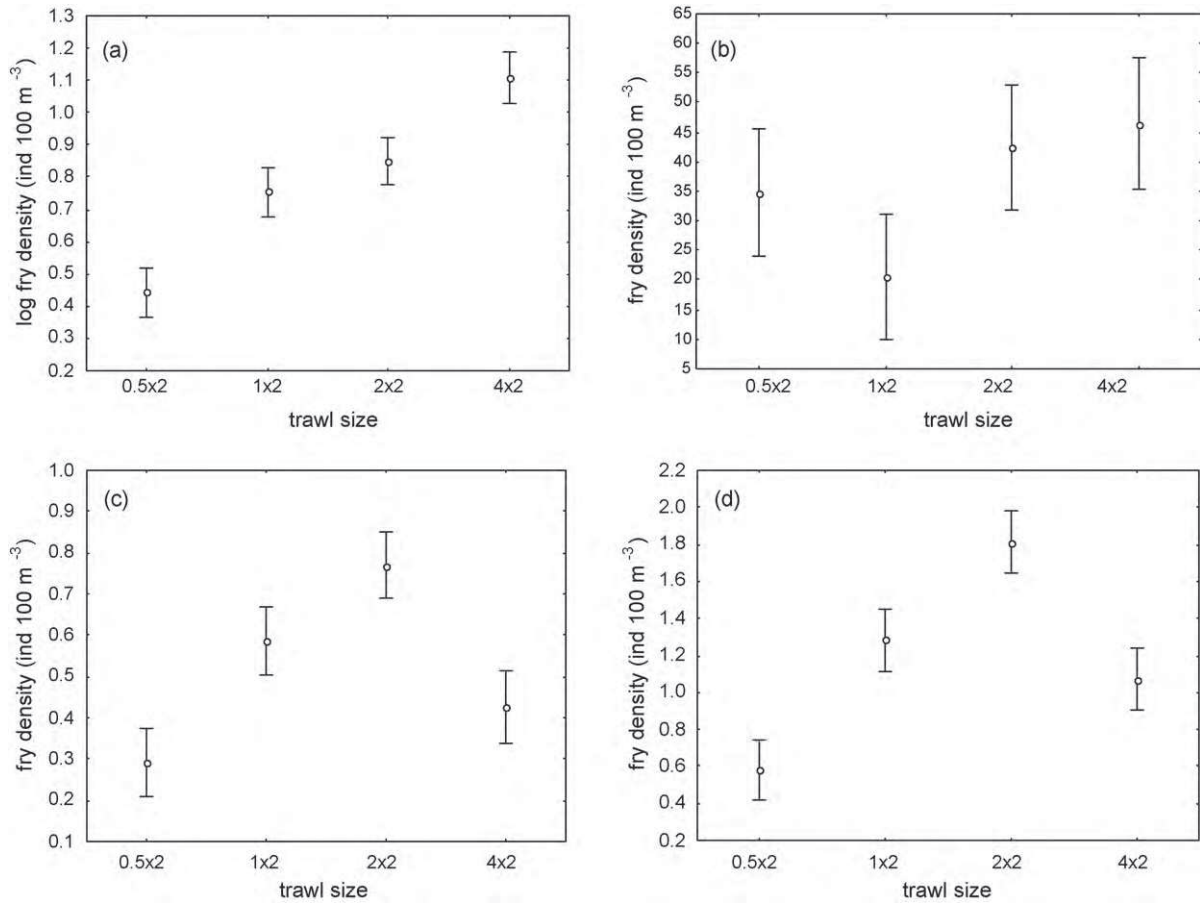 (a)
log fry density (ind 100 m⁻³)
1.3
1.2
1.1
1.0
0.9
0.8
0.7
0.6
0.5
0.4
0.3
0.2
0.5x2 1x2 2x2 4x2
trawl size
(b)
fry density (ind 100 m⁻³)
65
60
55
50
45
40
35
30
25
20
15
10
5
0.5x2 1x2 2x2 4x2
trawl size
(c)
fry density (ind 100 m⁻³)
1.0
0.9
0.8
0.7
0.6
0.5
0.4
0.3
0.2
0.1
0.5x2 1x2 2x2 4x2
trawl size
(d)
fry density (ind 100 m⁻³)
2.2
2.0
1.8
1.6
1.4
1.2
1.0
0.8
0.6
0.4
0.2
0.5x2 1x2 2x2 4x2
trawl size